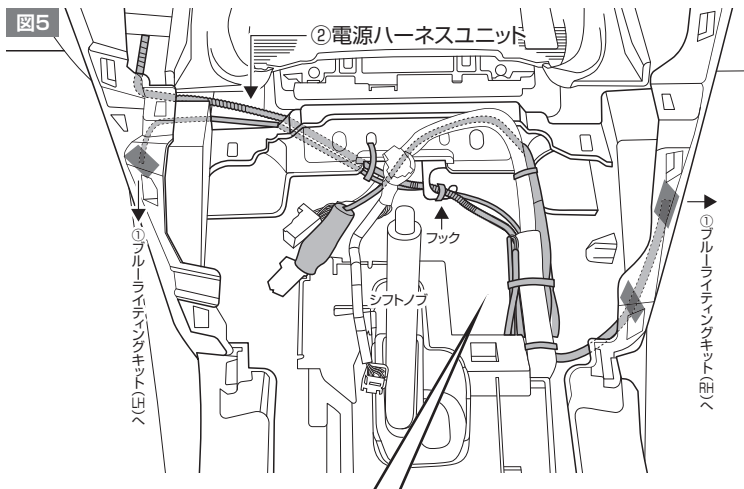 図5
②電源ハーネスユニット
フック
シフトノブ
①ブルーライティングキット(LH)へ
①ブルーライティングキット(RH)へ